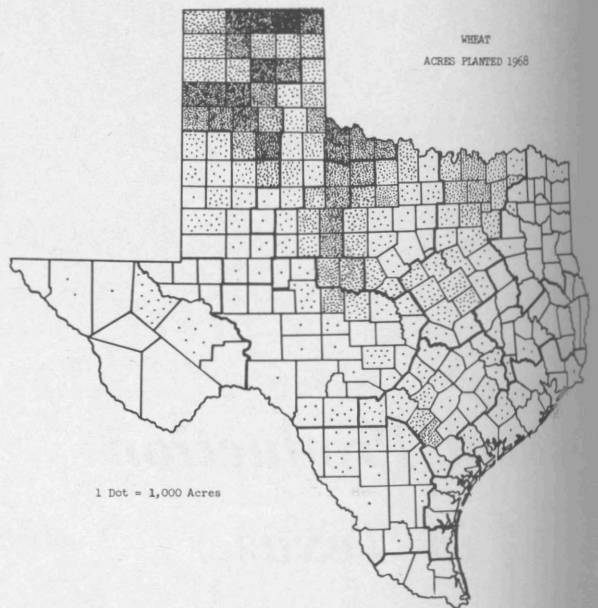 WHEAT
ACRES PLANTED 1968
1 Dot = 1,000 Acres